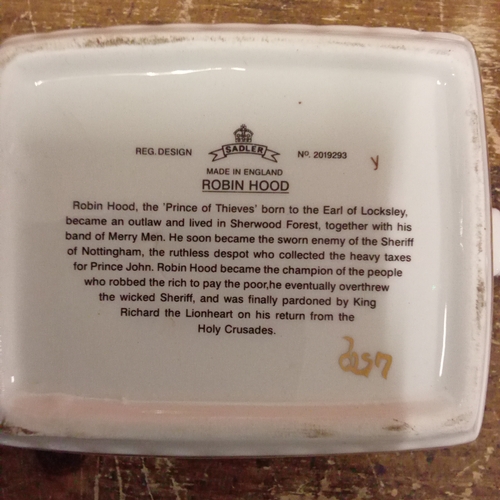 REG. DESIGN SADLER Nº. 2019293 y
MADE IN ENGLAND
ROBIN HOOD
Robin Hood, the 'Prince of Thieves' born to the Earl of Locksley,
became an outlaw and lived in Sherwood Forest, together with his
band of Merry Men. He soon became the sworn enemy of the Sheriff
of Nottingham, the ruthless despot who collected the heavy taxes
for Prince John. Robin Hood became the champion of the people
who robbed the rich to pay the poor,he eventually overthrew
the wicked Sheriff, and was finally pardoned by King
Richard the Lionheart on his return from the
Holy Crusades.